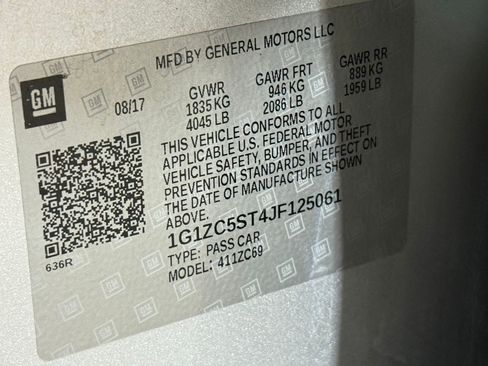 MFD BY GENERAL MOTORS LLC
GM
08/17
GVWR GAWR FRT GAWR RR
1835 KG 946 KG 889 KG
4045 LB 2086 LB 1959 LB
THIS VEHICLE CONFORMS TO ALL
APPLICABLE U.S. FEDERAL MOTOR
VEHICLE SAFETY, BUMPER, AND THEFT
PREVENTION STANDARDS IN EFFECT ON
THE DATE OF MANUFACTURE SHOWN
ABOVE.
1G1ZC5ST4JF125061
TYPE: PASS CAR
MODEL: 411ZC69
636R